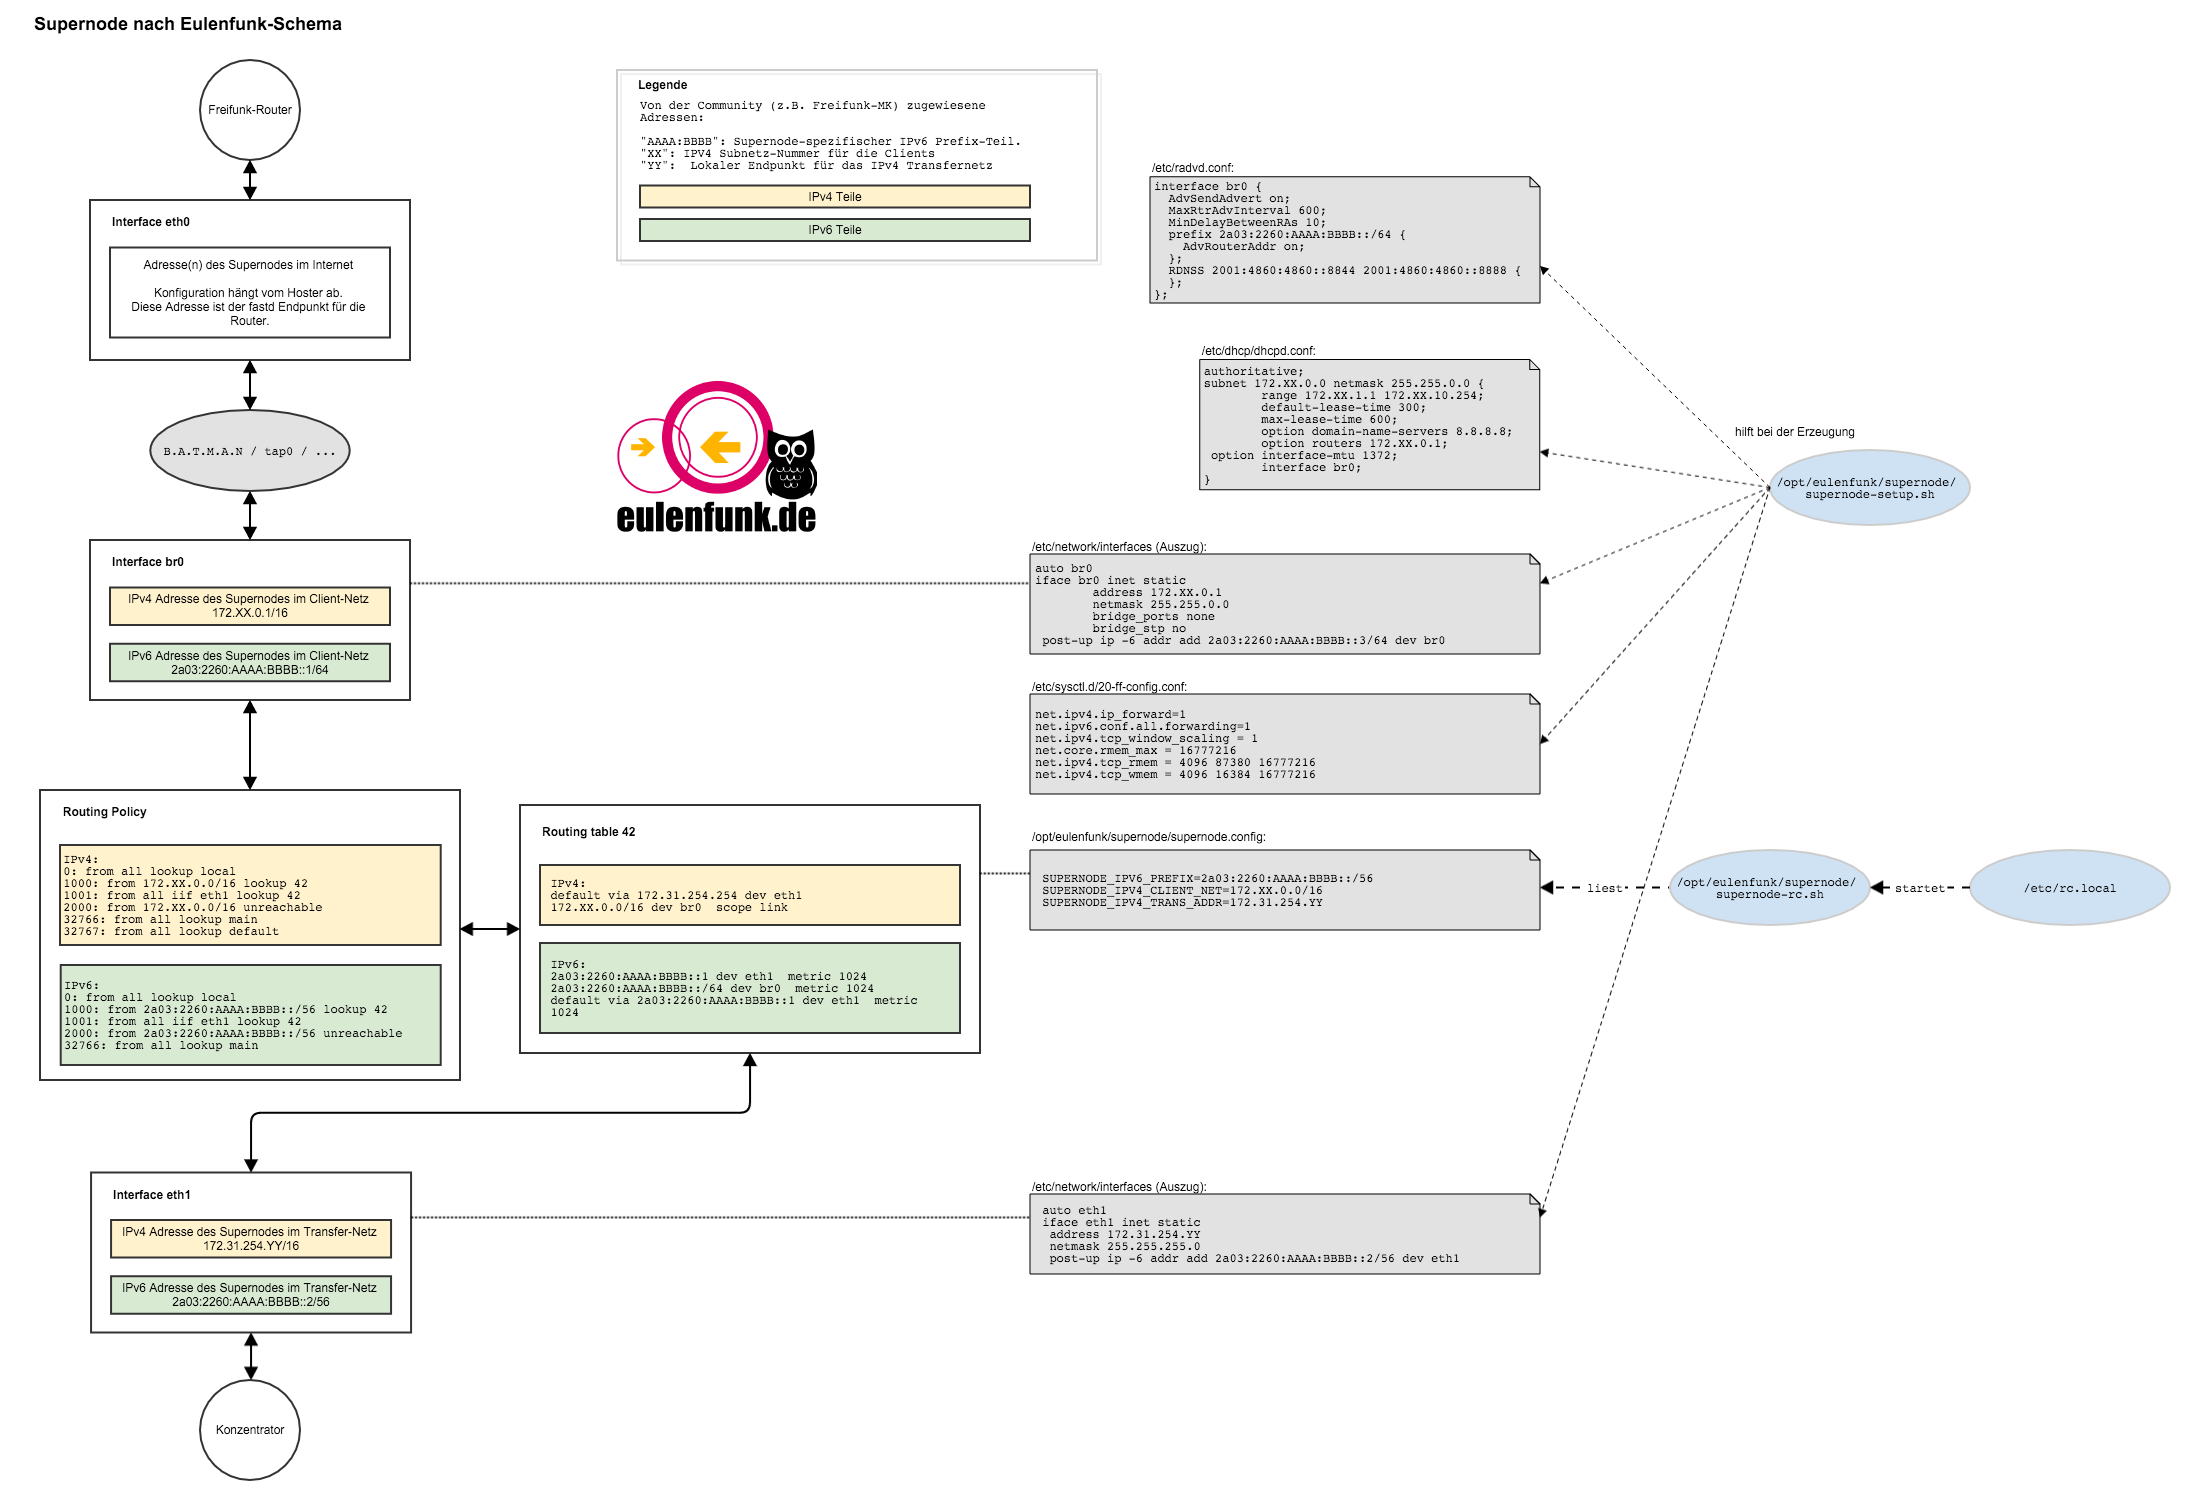 Supernode nach Eulenfunk-Schema
Freifunk-Router
Interface eth0
Adresse(n) des Supernodes im Internet
Konfiguration hängt vom Hoster ab.
Diese Adresse ist der fastd Endpunkt für die
Router.
B.A.T.M.A.N / tap0 / ...
Interface br0
IPv4 Adresse des Supernodes im Client-Netz
172.XX.0.1/16
IPv6 Adresse des Supernodes im Client-Netz
2a03:2260:AAAA:BBBB::1/64
Routing Policy
IPv4:
0: from all lookup local
1000: from 172.XX.0.0/16 lookup 42
1001: from all iif eth1 lookup 42
2000: from 172.XX.0.0/16 unreachable
32766: from all lookup main
32767: from all lookup default
IPv6:
0: from all lookup local
1000: from 2a03:2260:AAAA:BBBB::/56 lookup 42
1001: from all iif eth1 lookup 42
2000: from 2a03:2260:AAAA:BBBB::/56 unreachable
32766: from all lookup main
Routing table 42
IPv4:
default via 172.31.254.254 dev eth1
172.XX.0.0/16 dev br0  scope link
IPv6:
2a03:2260:AAAA:BBBB::1 dev eth1  metric 1024
2a03:2260:AAAA:BBBB::/64 dev br0  metric 1024
default via 2a03:2260:AAAA:BBBB::1 dev eth1  metric
1024
Interface eth1
IPv4 Adresse des Supernodes im Transfer-Netz
172.31.254.YY/16
IPv6 Adresse des Supernodes im Transfer-Netz
2a03:2260:AAAA:BBBB::2/56
Konzentrator
Legende
Von der Community (z.B. Freifunk-MK) zugewiesene
Adressen:
"AAAA:BBBB": Supernode-spezifischer IPv6 Prefix-Teil.
"XX": IPV4 Subnetz-Nummer für die Clients
"YY":  Lokaler Endpunkt für das IPv4 Transfernetz
IPv4 Teile
IPv6 Teile
eulenfunk.de
/etc/radvd.conf:
interface br0 {
  AdvSendAdvert on;
  MaxRtrAdvInterval 600;
  MinDelayBetweenRAs 10;
  prefix 2a03:2260:AAAA:BBBB::/64 {
    AdvRouterAddr on;
  };
  RDNSS 2001:4860:4860::8844 2001:4860:4860::8888 {
  };
};
/etc/dhcp/dhcpd.conf:
authoritative;
subnet 172.XX.0.0 netmask 255.255.0.0 {
        range 172.XX.1.1 172.XX.10.254;
        default-lease-time 300;
        max-lease-time 600;
        option domain-name-servers 8.8.8.8;
        option routers 172.XX.0.1;
 option interface-mtu 1372;
        interface br0;
}
/etc/network/interfaces (Auszug):
auto br0
iface br0 inet static
        address 172.XX.0.1
        netmask 255.255.0.0
        bridge_ports none
        bridge_stp no
 post-up ip -6 addr add 2a03:2260:AAAA:BBBB::3/64 dev br0
/etc/sysctl.d/20-ff-config.conf:
net.ipv4.ip_forward=1
net.ipv6.conf.all.forwarding=1
net.ipv4.tcp_window_scaling = 1
net.core.rmem_max = 16777216
net.ipv4.tcp_rmem = 4096 87380 16777216
net.ipv4.tcp_wmem = 4096 16384 16777216
/opt/eulenfunk/supernode/supernode.config:
SUPERNODE_IPV6_PREFIX=2a03:2260:AAAA:BBBB::/56
SUPERNODE_IPV4_CLIENT_NET=172.XX.0.0/16
SUPERNODE_IPV4_TRANS_ADDR=172.31.254.YY
/etc/network/interfaces (Auszug):
auto eth1
iface eth1 inet static
 address 172.31.254.YY
 netmask 255.255.255.0
 post-up ip -6 addr add 2a03:2260:AAAA:BBBB::2/56 dev eth1
hilft bei der Erzeugung
/opt/eulenfunk/supernode/
supernode-setup.sh
liest
/opt/eulenfunk/supernode/
supernode-rc.sh
startet
/etc/rc.local